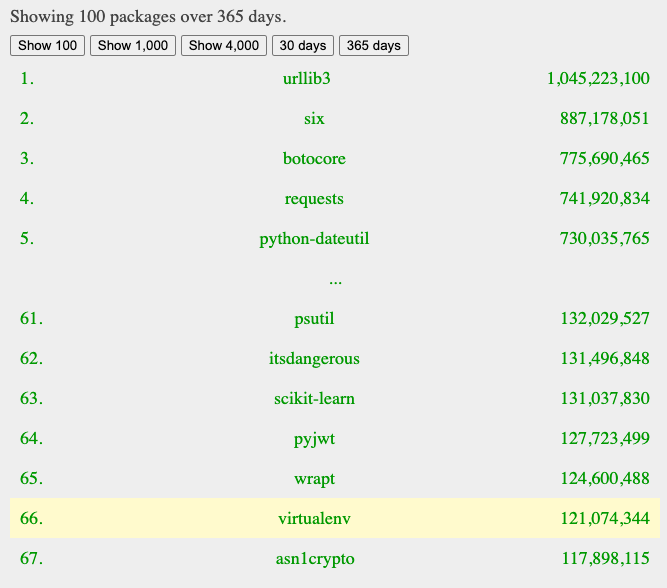 Showing 100 packages over 365 days.
Show 100 Show 1,000 Show 4,000 30 days 365 days
1. urllib3 1,045,223,100
2. six 887,178,051
3. botocore 775,690,465
4. requests 741,920,834
5. python-dateutil 730,035,765
...
61. psutil 132,029,527
62. itsdangerous 131,496,848
63. scikit-learn 131,037,830
64. pyjwt 127,723,499
65. wrapt 124,600,488
66. virtualenv 121,074,344
67. asn1crypto 117,898,115